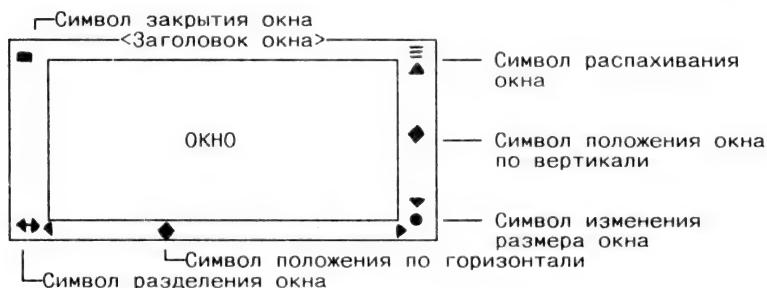 Символ закрытия окна
<Заголовок окна>
Символ распахивания
окна
ОКНО
Символ положения окна
по вертикали
Символ изменения
размера окна
Символ положения по горизонтали
Символ разделения окна